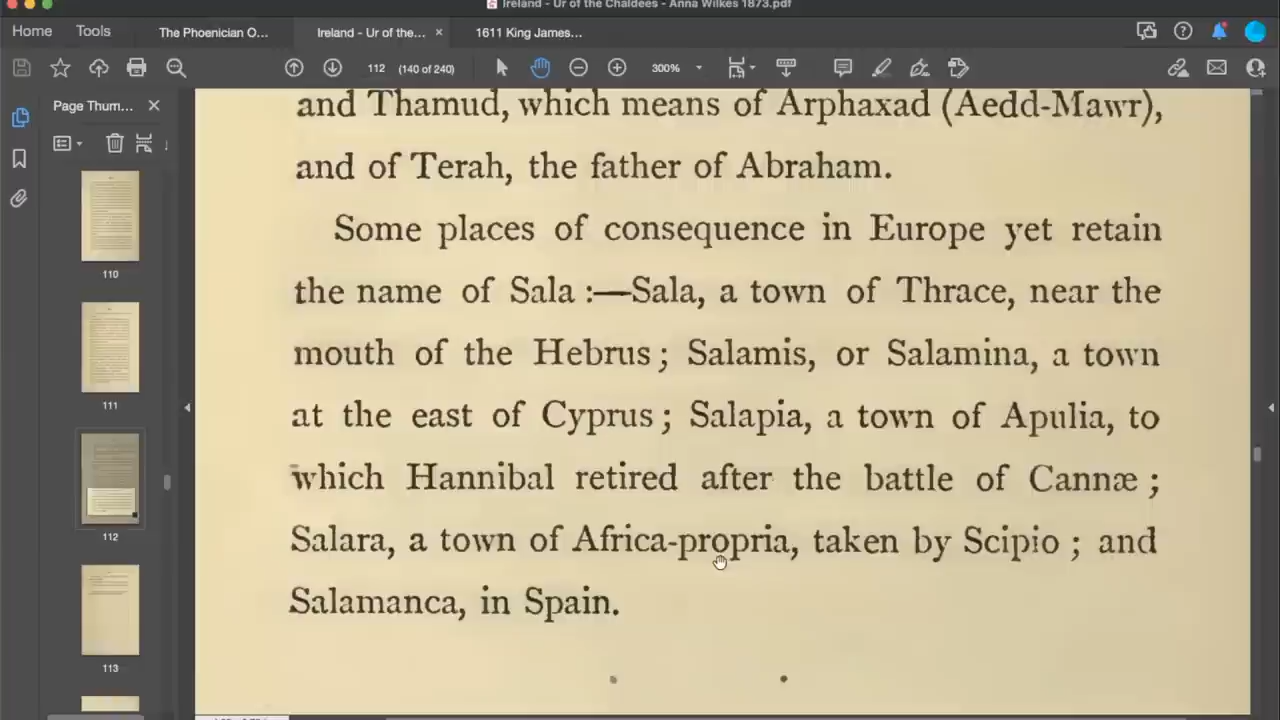 Ireland - Ur of the Chaldees - Anna Wilkes 1873.pdf
Home Tools The Phoenician O... Ireland - Ur of the... × 1611 King James...
112 (140 of 240) 300%
Page Thum... ×
110
111
112
113
and Thamud, which means of Arphaxad (Aedd-Mawr),
and of Terah, the father of Abraham.
Some places of consequence in Europe yet retain
the name of Sala :—Sala, a town of Thrace, near the
mouth of the Hebrus ; Salamis, or Salamina, a town
at the east of Cyprus ; Salapia, a town of Apulia, to
which Hannibal retired after the battle of Cannæ ;
Salara, a town of Africa-propria, taken by Scipio ; and
Salamanca, in Spain.